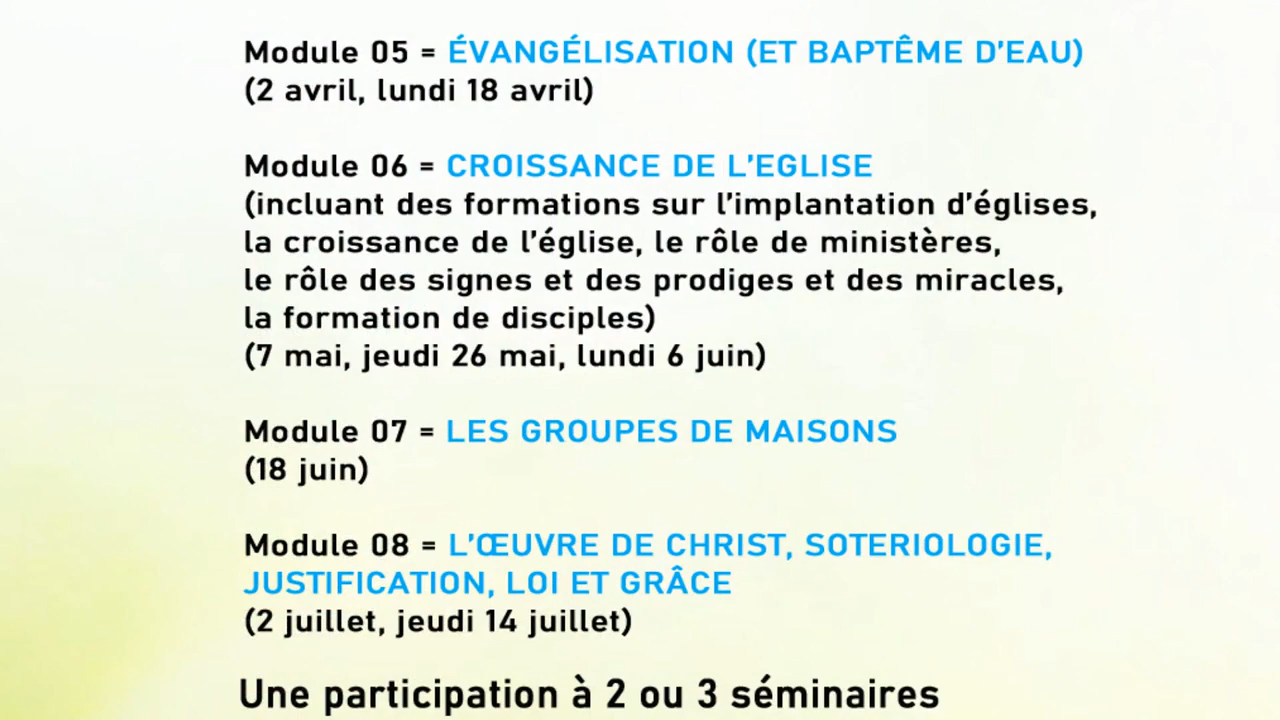 Module 05 = ÉVANGÉLISATION (ET BAPTÊME D'EAU)
(2 avril, lundi 18 avril)
Module 06 = CROISSANCE DE L'EGLISE
(incluant des formations sur l'implantation d'églises,
la croissance de l'église, le rôle de ministères,
le rôle des signes et des prodiges et des miracles,
la formation de disciples)
(7 mai, jeudi 26 mai, lundi 6 juin)
Module 07 = LES GROUPES DE MAISONS
(18 juin)
Module 08 = L'ŒUVRE DE CHRIST, SOTERIOLOGIE,
JUSTIFICATION, LOI ET GRÂCE
(2 juillet, jeudi 14 juillet)
Une participation à 2 ou 3 séminaires